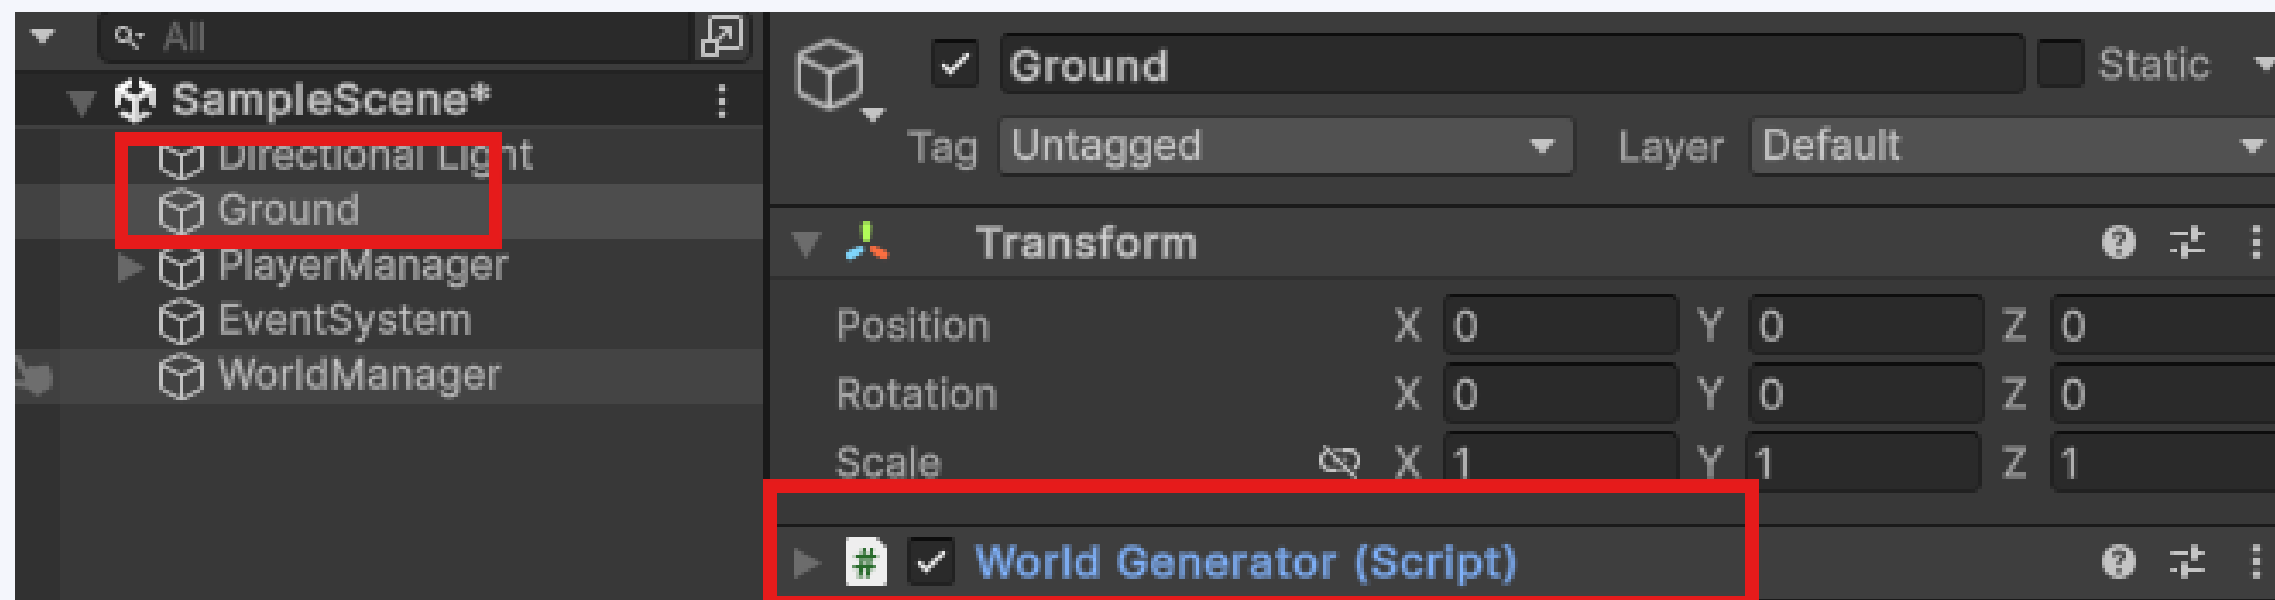 All
SampleScene*
Directional Light
Ground
PlayerManager
EventSystem
WorldManager
Ground
Static
Tag Untagged Layer Default
Transform
Position X 0 Y 0 Z 0
Rotation X 0 Y 0 Z 0
Scale X 1 Y 1 Z 1
# World Generator (Script)